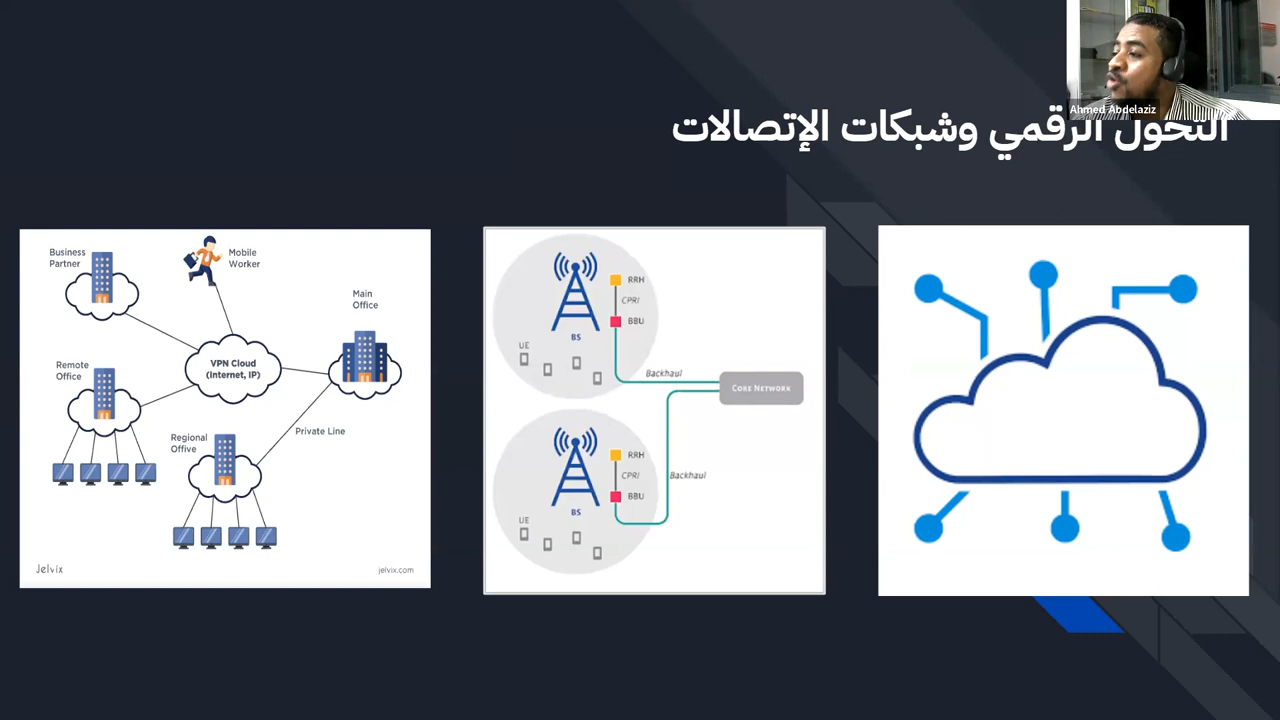 Ahmed Abdelaziz
التحول الرقمي وشبكات الإتصالات
Business
Partner
Mobile
Worker
Main
Office
VPN Cloud
(Internet, IP)
Remote
Office
Regional
Offive
Private Line
Jelvix
jelvix.com
RRH
CPRI
BBU
BS
UE
Backhaul
Core Network
RRH
CPRI
BBU
Backhaul
BS
UE